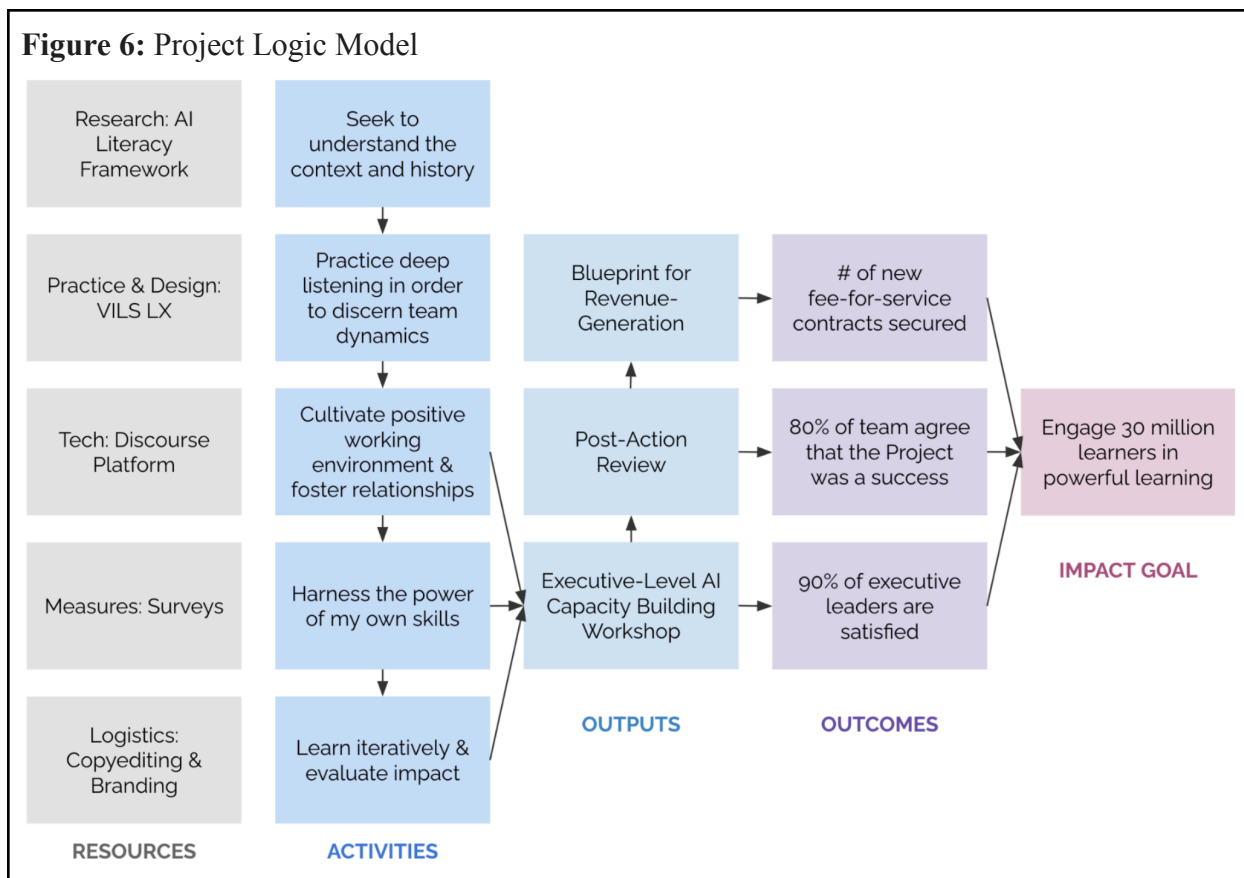 Figure 6: Project Logic Model
Research: AI
Literacy
Framework
Practice & Design:
VILS LX
Tech: Discourse
Platform
Measures: Surveys
Logistics:
Copyediting &
Branding
RESOURCES
Seek to
understand the
context and history
Practice deep
listening in order
to discern team
dynamics
Cultivate positive
working
environment &
foster relationships
Harness the power
of my own skills
Learn iteratively &
evaluate impact
ACTIVITIES
Blueprint for
Revenue-
Generation
Post-Action
Review
Executive-Level AI
Capacity Building
Workshop
OUTPUTS
# of new
fee-for-service
contracts secured
80% of team agree
that the Project
was a success
90% of executive
leaders are
satisfied
OUTCOMES
Engage 30 million
learners in
powerful learning
IMPACT GOAL